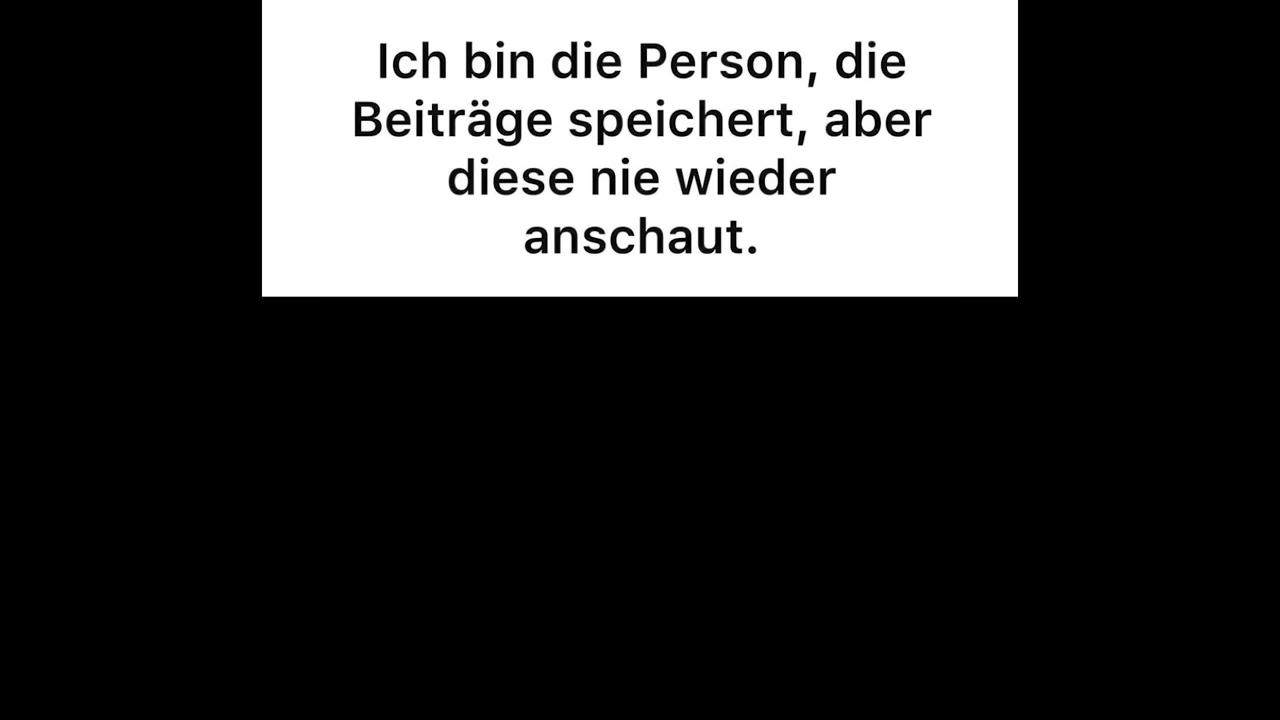 Ich bin die Person, die
Beiträge speichert, aber
diese nie wieder
anschaut.